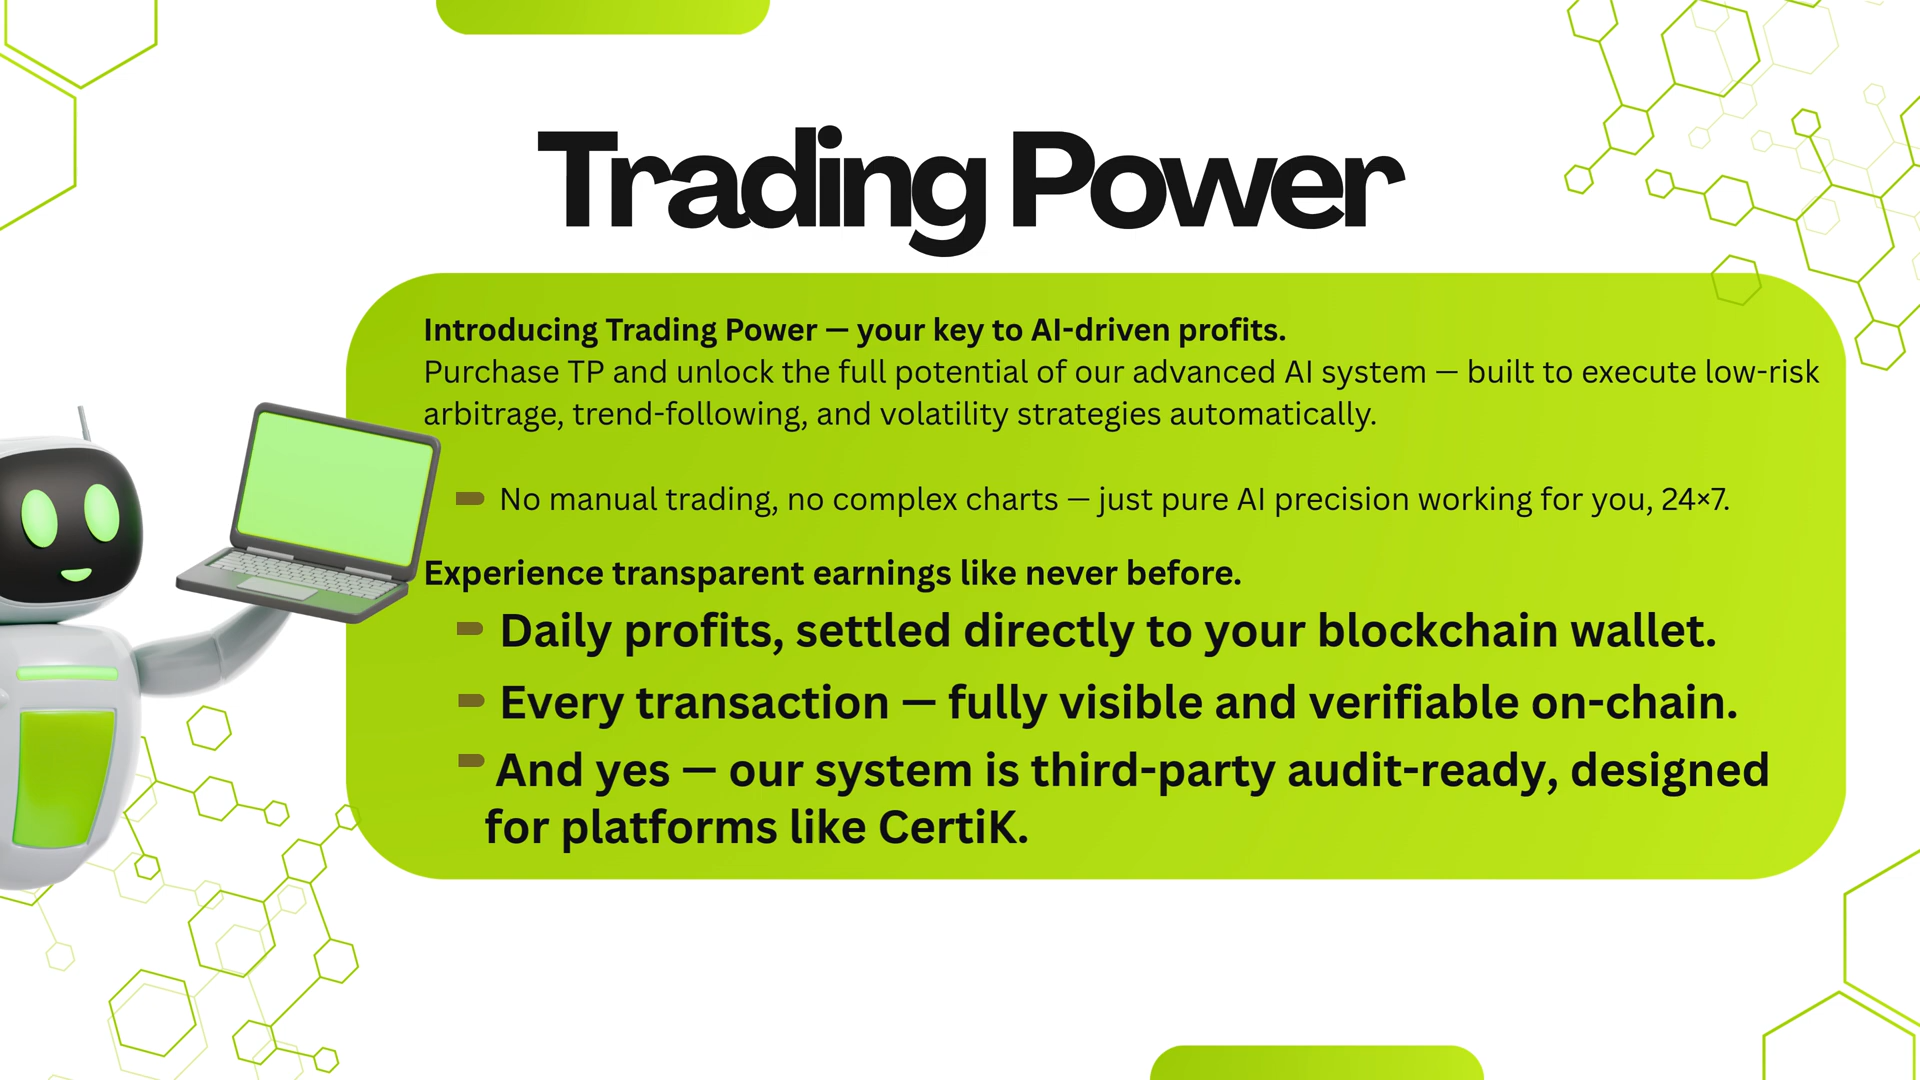 Trading Power
Introducing Trading Power — your key to AI-driven profits.
Purchase TP and unlock the full potential of our advanced AI system — built to execute low-risk
arbitrage, trend-following, and volatility strategies automatically.
No manual trading, no complex charts — just pure AI precision working for you, 24×7.
Experience transparent earnings like never before.
Daily profits, settled directly to your blockchain wallet.
Every transaction — fully visible and verifiable on-chain.
And yes — our system is third-party audit-ready, designed
for platforms like CertiK.